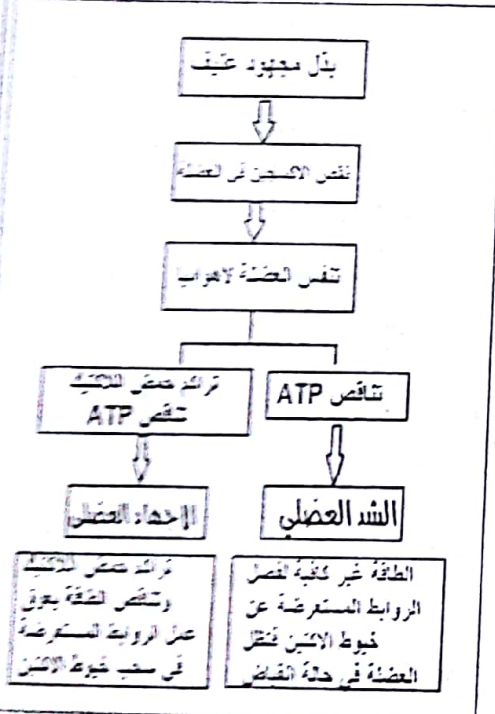 بذل مجهود عنيف
نقص الاكسجين في العضلة
تنفس العضلة لاهوائيا
تناقص ATP
تراكم حمض اللاكتيك
تناقص ATP
الشد العضلي
الإجهاد العضلي
الطاقة غير كافية لفصل
الروابط المستعرضة عن
خيوط الاكتين فتظل
العضلة في حالة انقباض
تراكم حمض اللاكتيك
وتناقص الطاقة يعوق
عمل الروابط المستعرضة
في سحب خيوط الاكتين